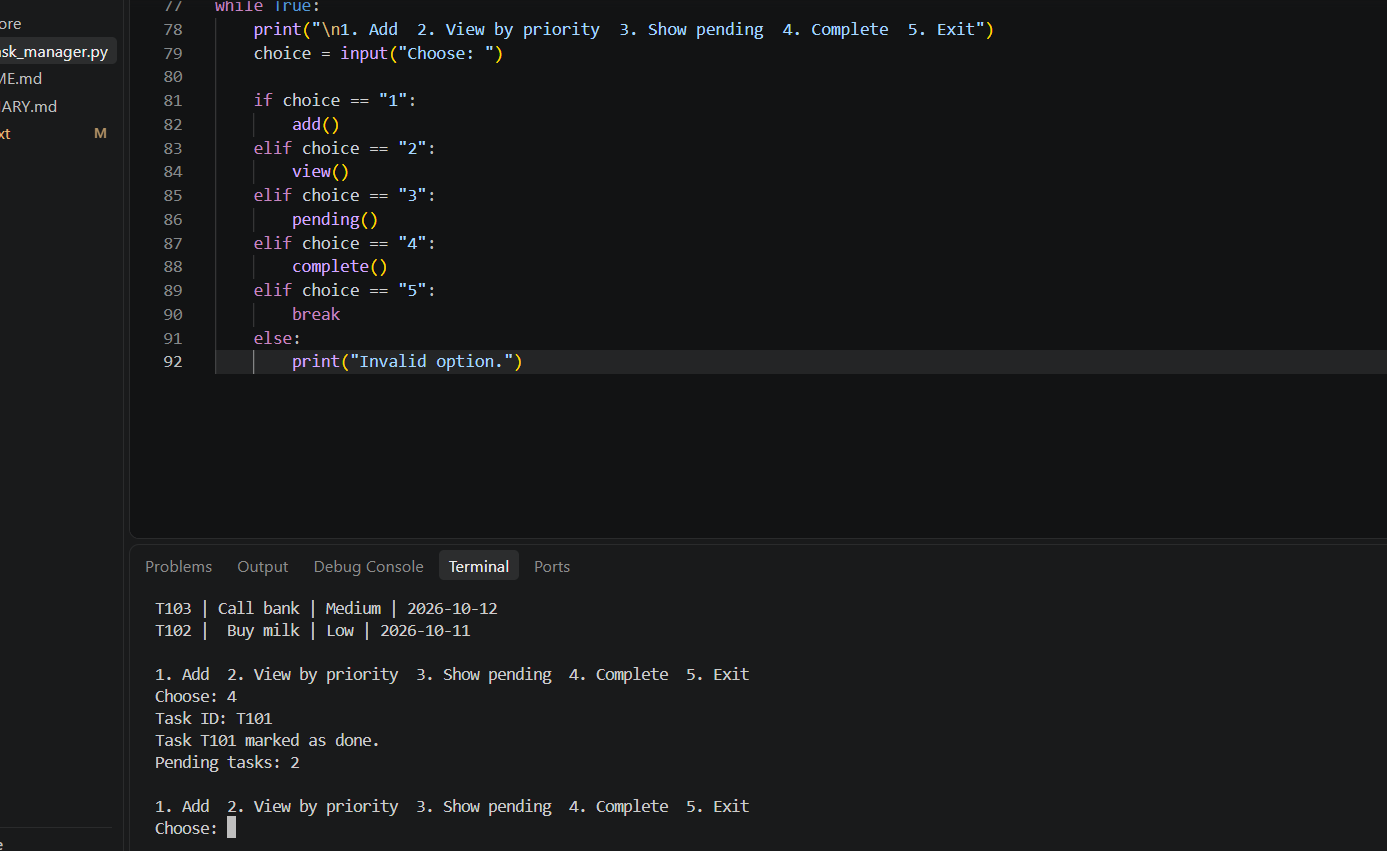 ore
ask_manager.py
ME.md
ARY.md
xt M
77 while True:
78 print("\n1. Add  2. View by priority  3. Show pending  4. Complete  5. Exit")
79 choice = input("Choose: ")
80
81 if choice == "1":
82 add()
83 elif choice == "2":
84 view()
85 elif choice == "3":
86 pending()
87 elif choice == "4":
88 complete()
89 elif choice == "5":
90 break
91 else:
92 print("Invalid option.")
Problems Output Debug Console Terminal Ports
T103 | Call bank | Medium | 2026-10-12
T102 |  Buy milk | Low | 2026-10-11
1. Add  2. View by priority  3. Show pending  4. Complete  5. Exit
Choose: 4
Task ID: T101
Task T101 marked as done.
Pending tasks: 2
1. Add  2. View by priority  3. Show pending  4. Complete  5. Exit
Choose: